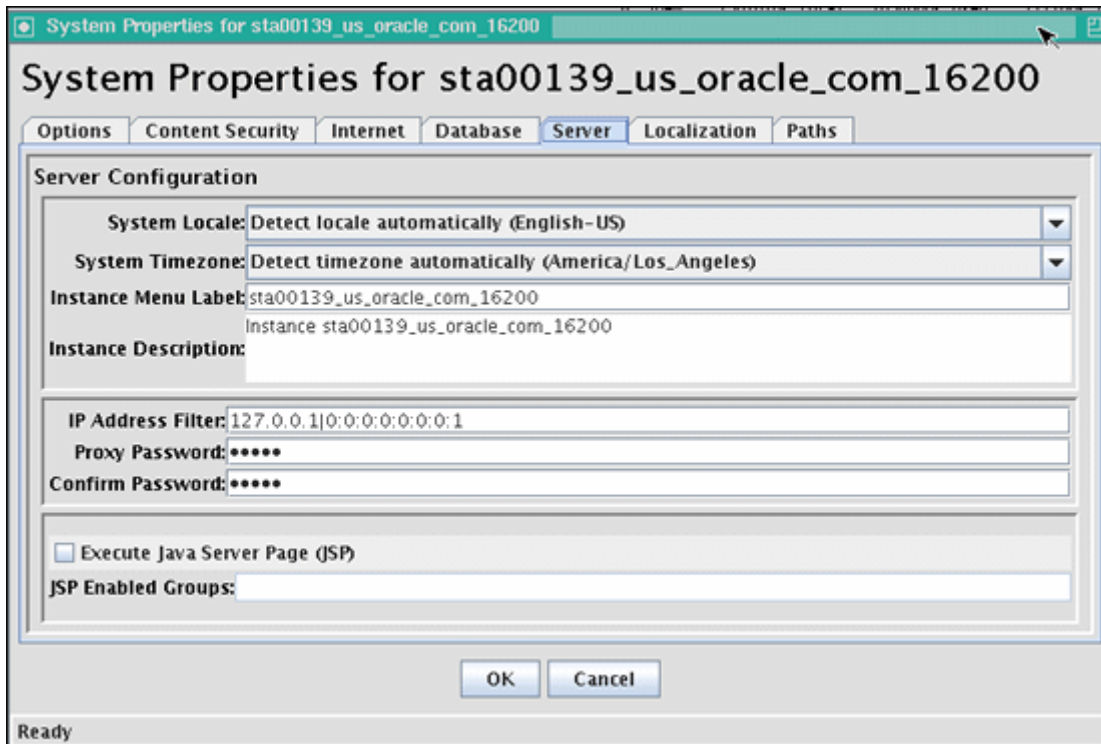 System Properties for sta00139_us_oracle_com_16200
System Properties for sta00139_us_oracle_com_16200
Options Content Security Internet Database Server Localization Paths
Server Configuration
System Locale: Detect locale automatically (English-US)
System Timezone: Detect timezone automatically (America/Los_Angeles)
Instance Menu Label: sta00139_us_oracle_com_16200
Instance sta00139_us_oracle_com_16200
Instance Description:
IP Address Filter: 127.0.0.1|0:0:0:0:0:0:0:1
Proxy Password: •••••
Confirm Password: •••••
Execute Java Server Page (JSP)
JSP Enabled Groups:
OK Cancel
Ready